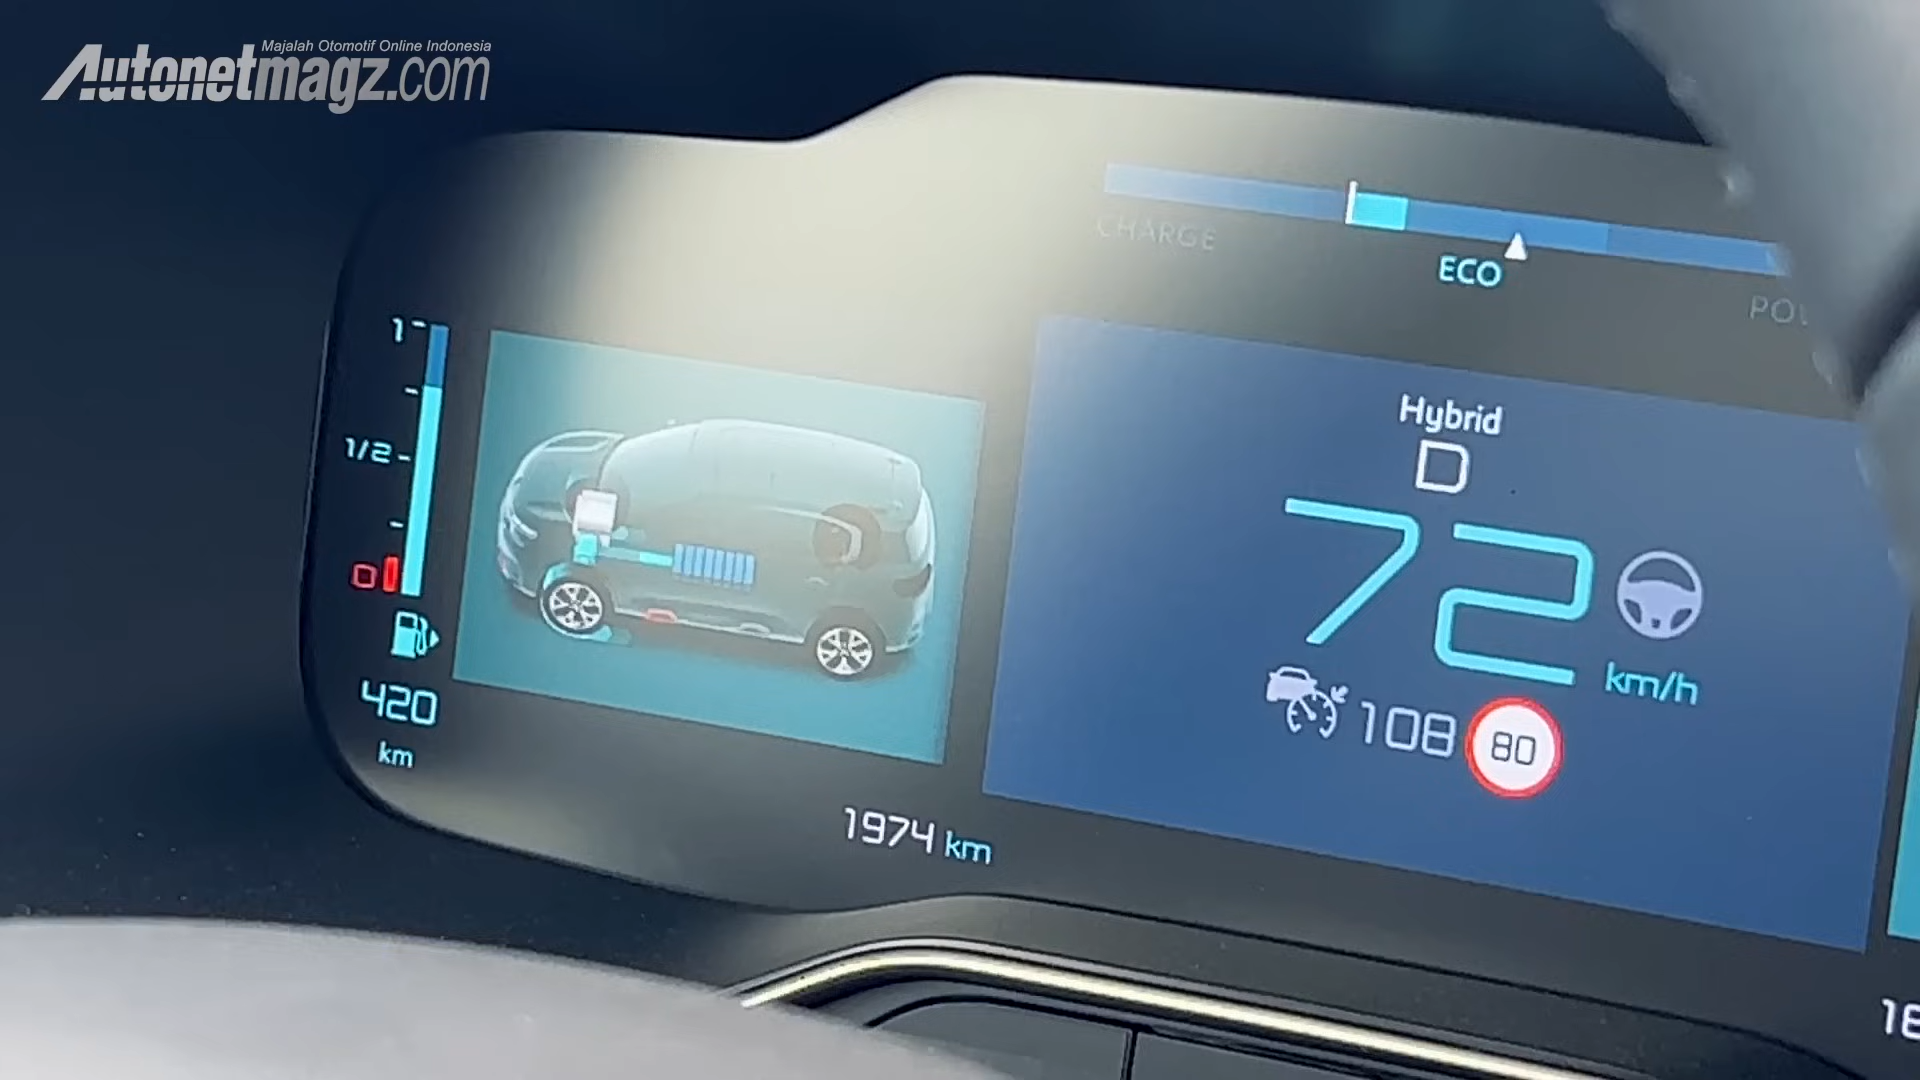 Majalah Otomotif Online Indonesia
Autonetmagz.com
CHARGE
ECO
1
1/2
0
420
km
Hybrid
D
72
km/h
108
80
1974 km